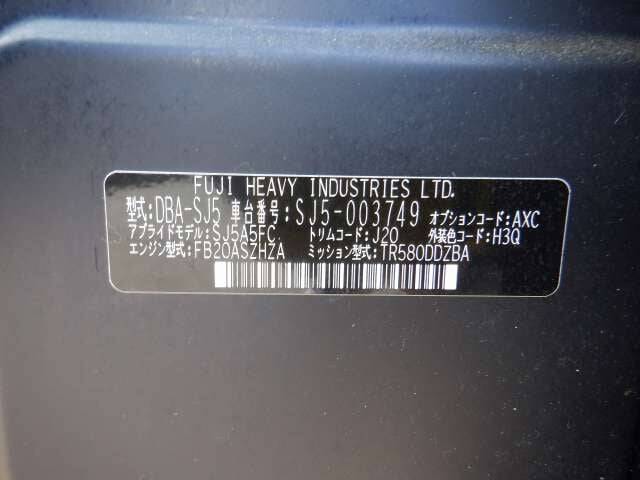 FUJI HEAVY INDUSTRIES LTD.
型式:DBA-SJ5 車台番号:SJ5-003749 オプションコード:AXC
アプライドモデル:SJ5A5FC トリムコード:J20 外装色コード:H3Q
エンジン型式:FB20ASZHZA ミッション型式:TR580DDZBA